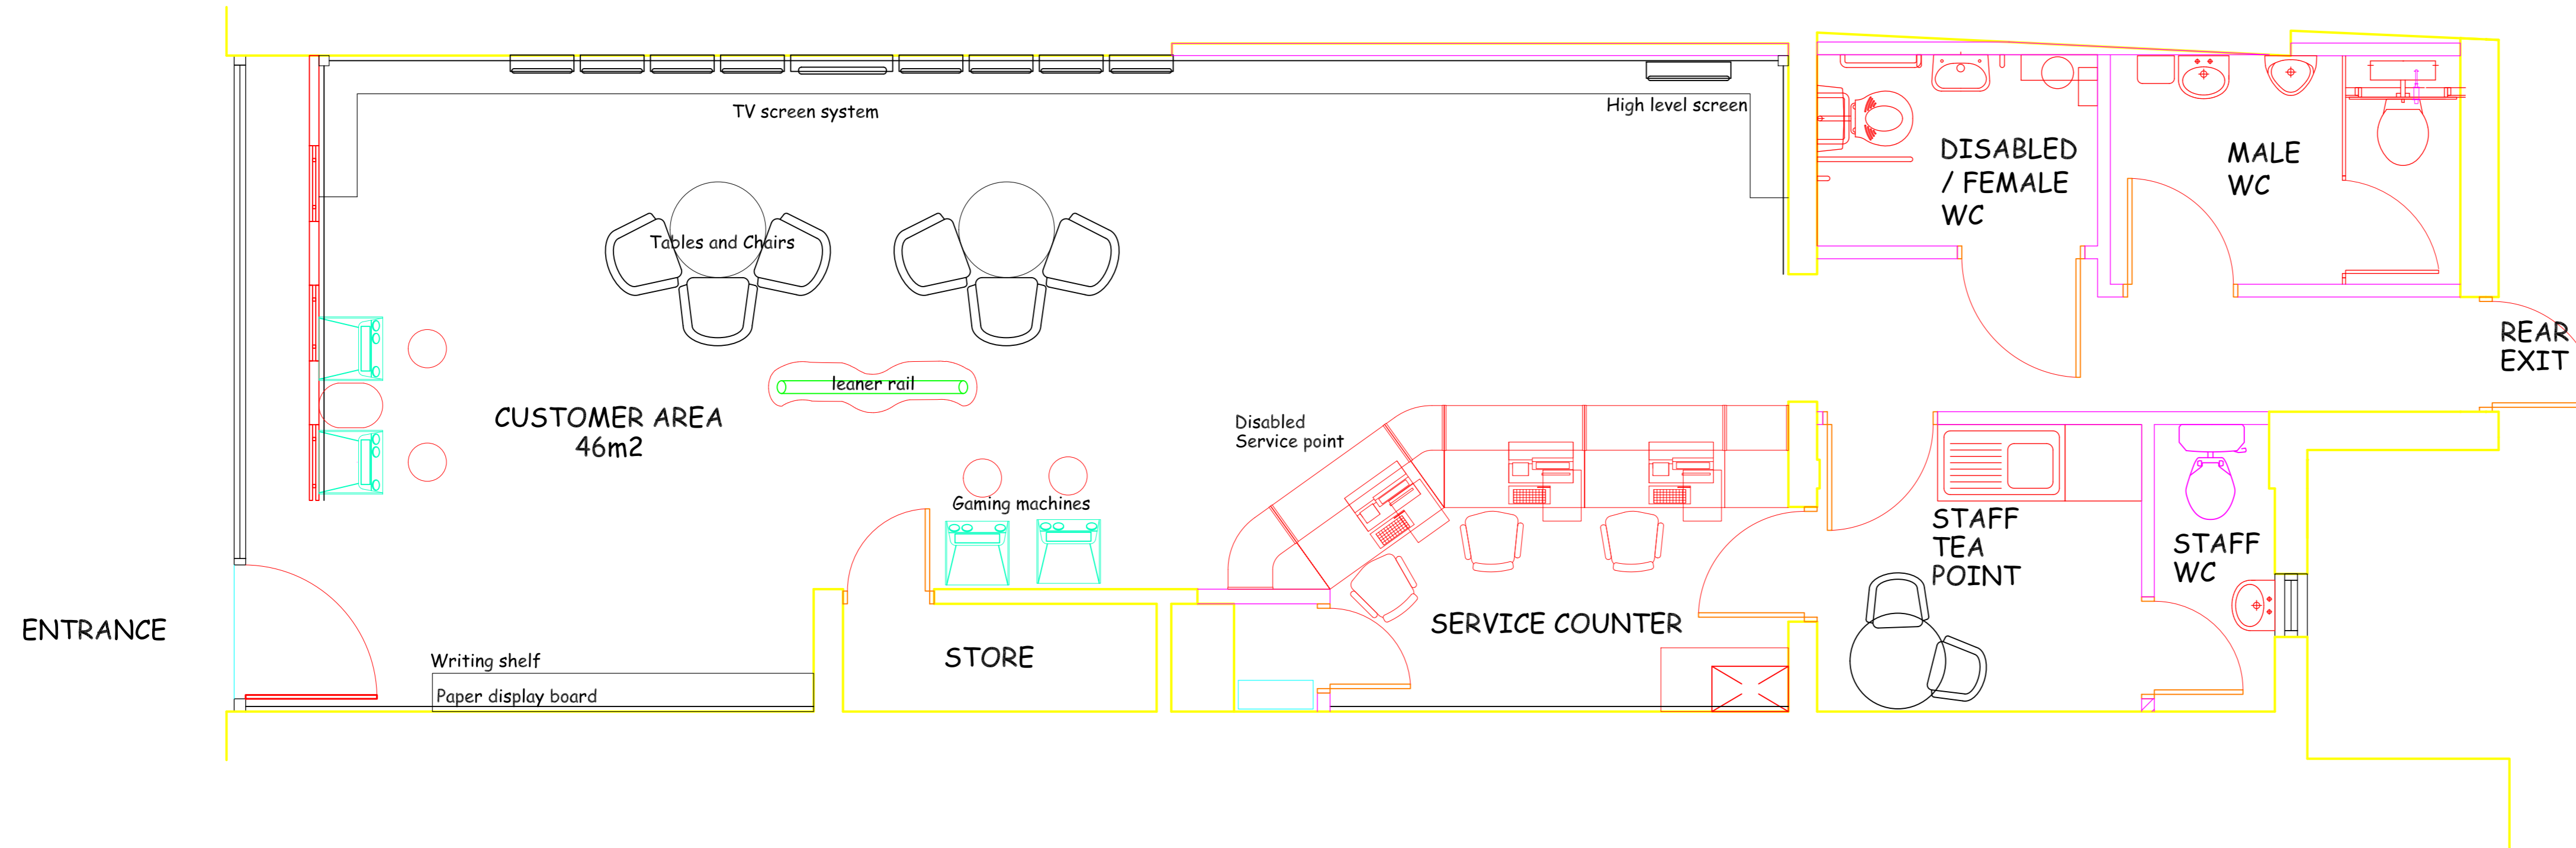 TV screen system
High level screen
DISABLED
/ FEMALE
WC
MALE
WC
Tables and Chairs
REAR
EXIT
leaner rail
CUSTOMER AREA
46m2
Disabled
Service point
Gaming machines
STAFF
TEA
POINT
STAFF
WC
ENTRANCE
SERVICE COUNTER
STORE
Writing shelf
Paper display board